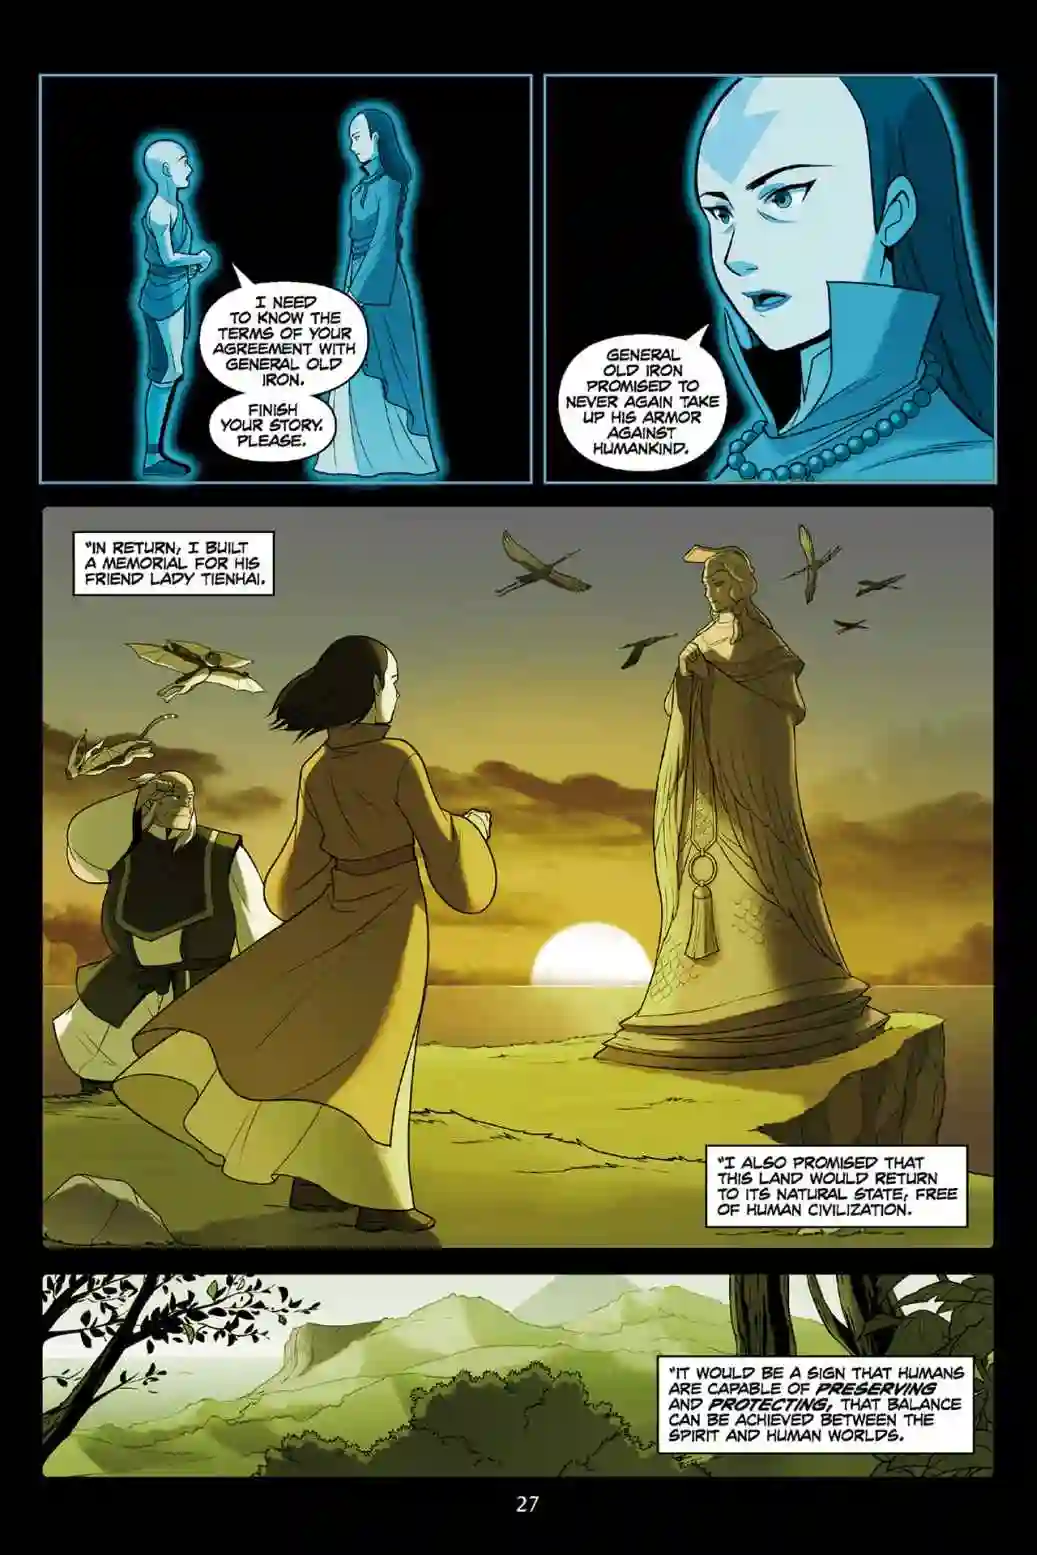 I NEED
TO KNOW THE
TERMS OF YOUR
AGREEMENT WITH
GENERAL OLD
IRON.
FINISH
YOUR STORY.
PLEASE.
GENERAL
OLD IRON
PROMISED TO
NEVER AGAIN TAKE
UP HIS ARMOR
AGAINST
HUMANKIND.
"IN RETURN, I BUILT
A MEMORIAL FOR HIS
FRIEND LADY TIENHAI.
"I ALSO PROMISED THAT
THIS LAND WOULD RETURN
TO ITS NATURAL STATE, FREE
OF HUMAN CIVILIZATION.
"IT WOULD BE A SIGN THAT HUMANS
ARE CAPABLE OF PRESERVING
AND PROTECTING, THAT BALANCE
CAN BE ACHIEVED BETWEEN THE
SPIRIT AND HUMAN WORLDS.
27